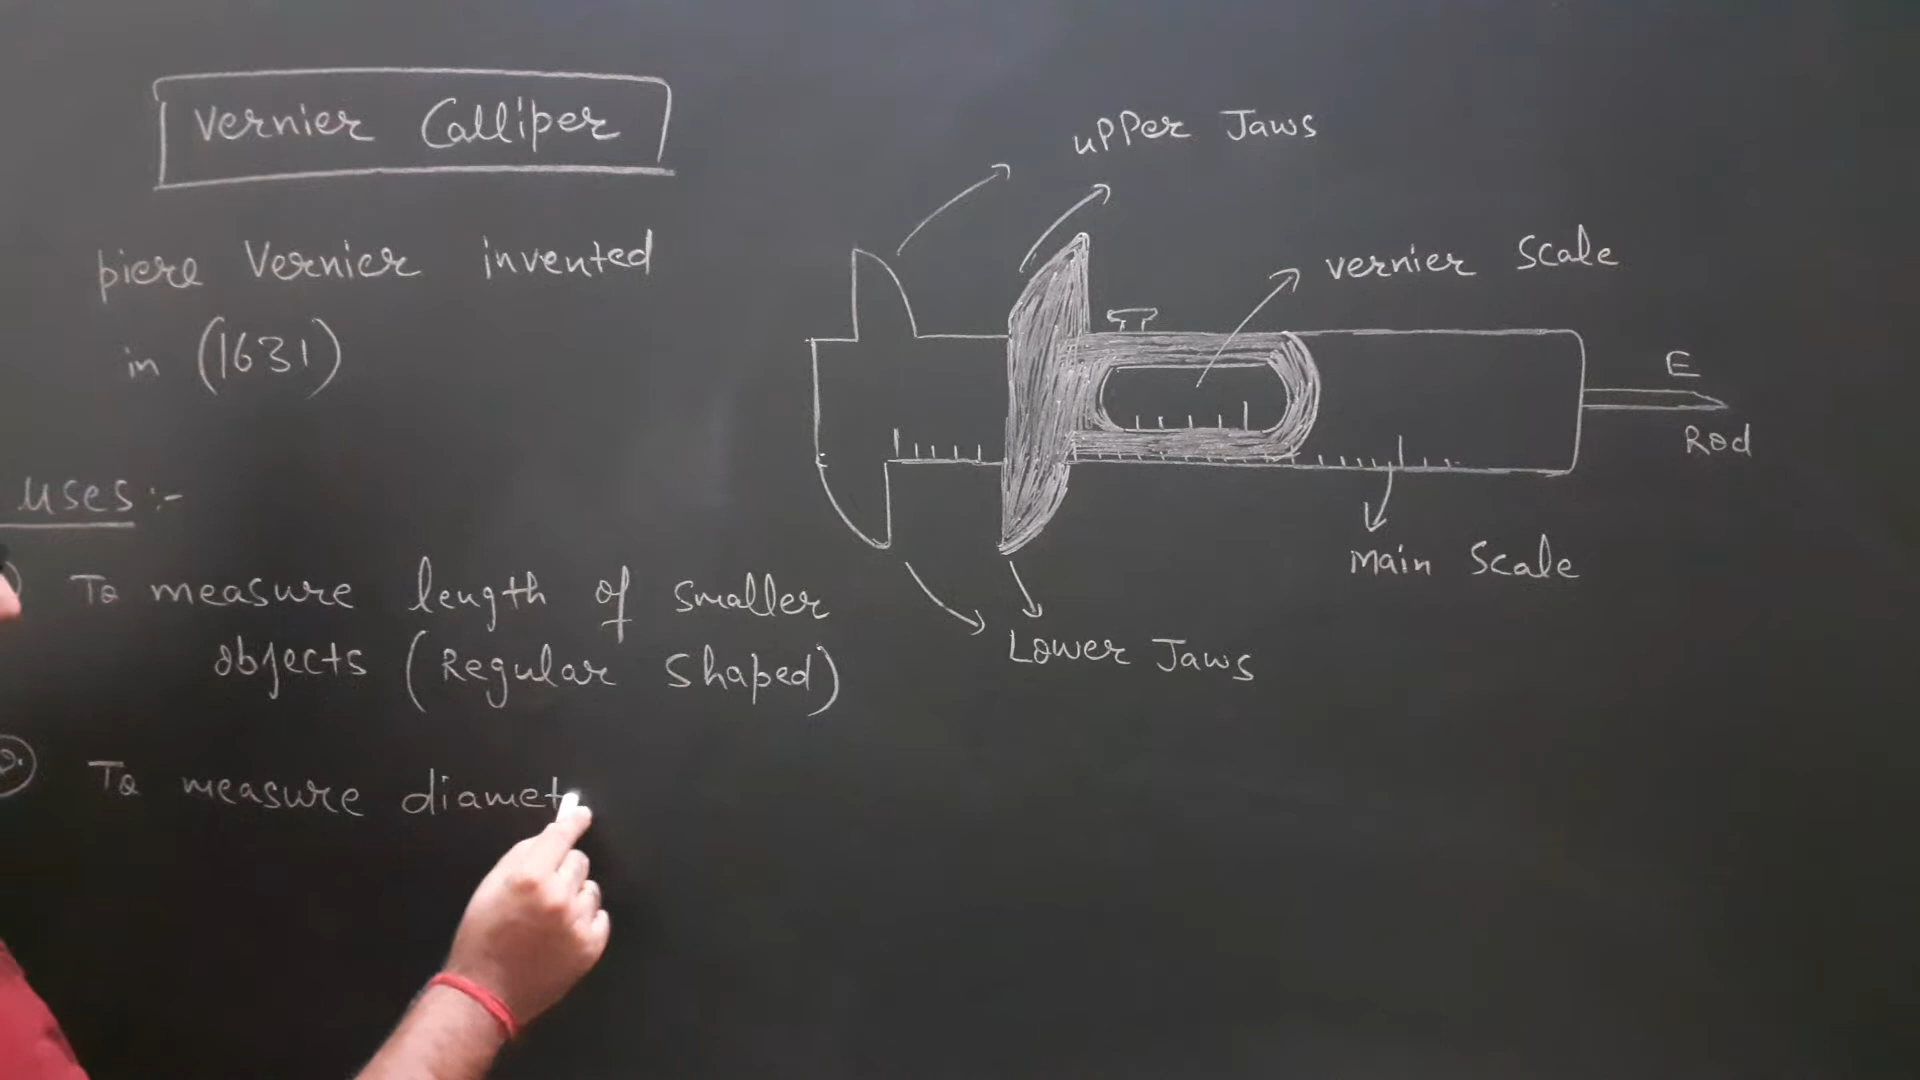 Vernier Calliper
piere Vernier invented
in (1631)
uses :-
To measure length of smaller
objects (Regular Shaped)
2. To measure diamet
upper Jaws
vernier Scale
E
Rod
Main Scale
Lower Jaws